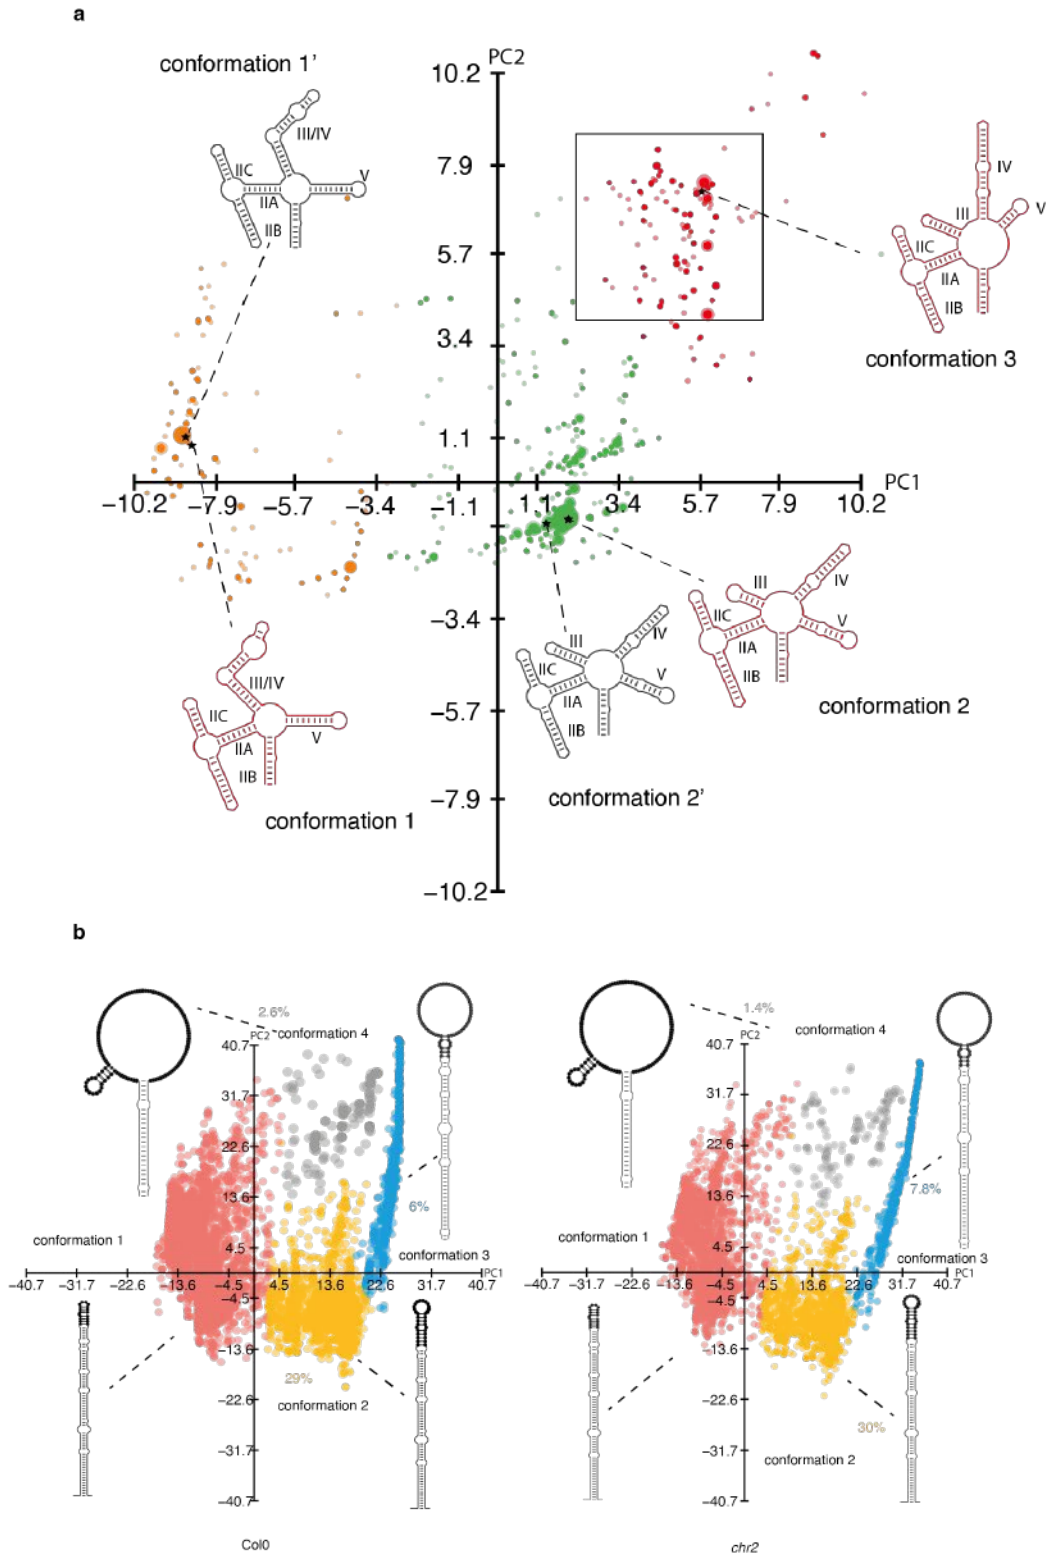 a
PC2
10.2
conformation 1'
III/IV
IIC
V
IIA
IIB
7.9
IV
III
V
IIC
IIA
IIB
5.7
3.4
conformation 3
1.1
PC1
−10.2 −7.9 −5.7 −3.4 −1.1 1.1 3.4 5.7 7.9 10.2
−3.4
III
IV
IIC
V
IIA
IIB
III
IV
IIC
V
IIA
IIB
III/IV
IIC
V
IIA
IIB
−5.7
conformation 2
−7.9
conformation 2'
conformation 1
−10.2
b
2.6%
conformation 4
PC2
40.7
31.7
22.6
13.6
6%
conformation 1
4.5
conformation 3
PC1
−40.7 −31.7 −22.6 −13.6 −4.5 4.5 13.6 22.6 31.7 40.7
−4.5
−13.6
29%
−22.6
conformation 2
−31.7
−40.7
Col0
1.4%
conformation 4
PC2
40.7
31.7
22.6
13.6
7.8%
conformation 1
4.5
conformation 3
PC1
−40.7 −31.7 −22.6 −13.6 −4.5 4.5 13.6 22.6 31.7 40.7
−4.5
−13.6
−22.6
30%
conformation 2
−31.7
−40.7
chr2